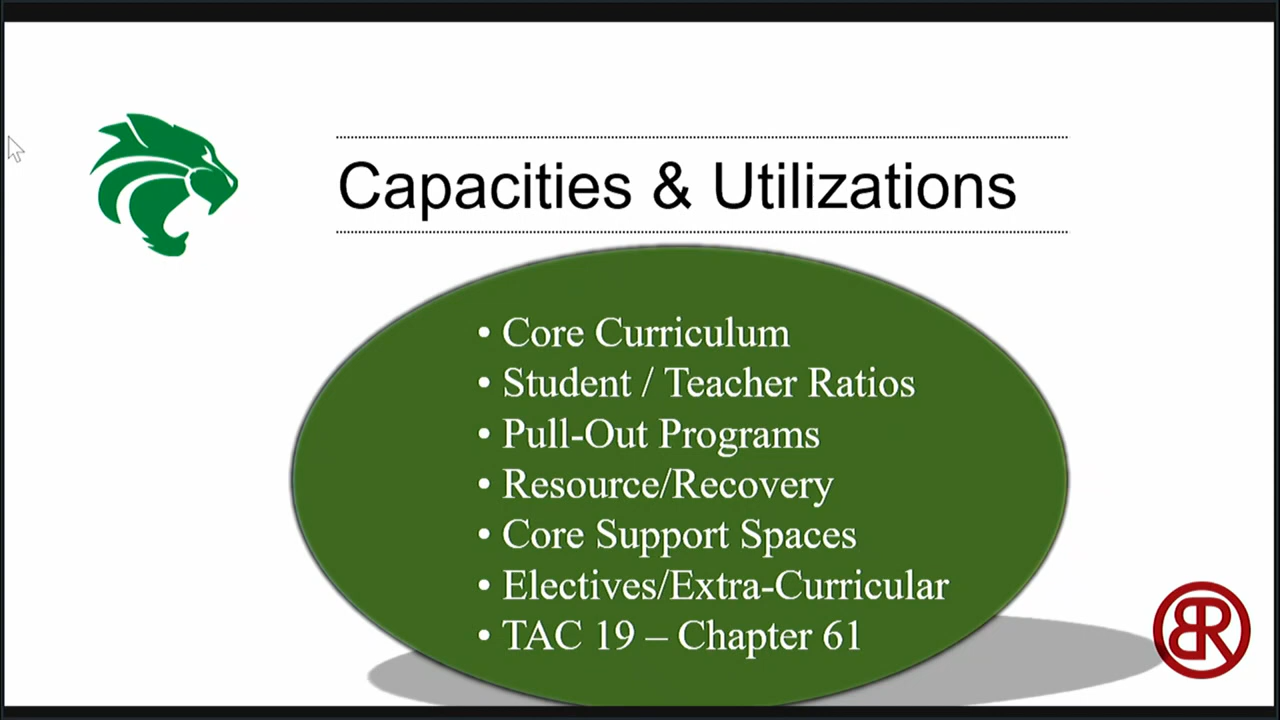 Capacities & Utilizations
• Core Curriculum
• Student / Teacher Ratios
• Pull-Out Programs
• Resource/Recovery
• Core Support Spaces
• Electives/Extra-Curricular
• TAC 19 – Chapter 61
BR